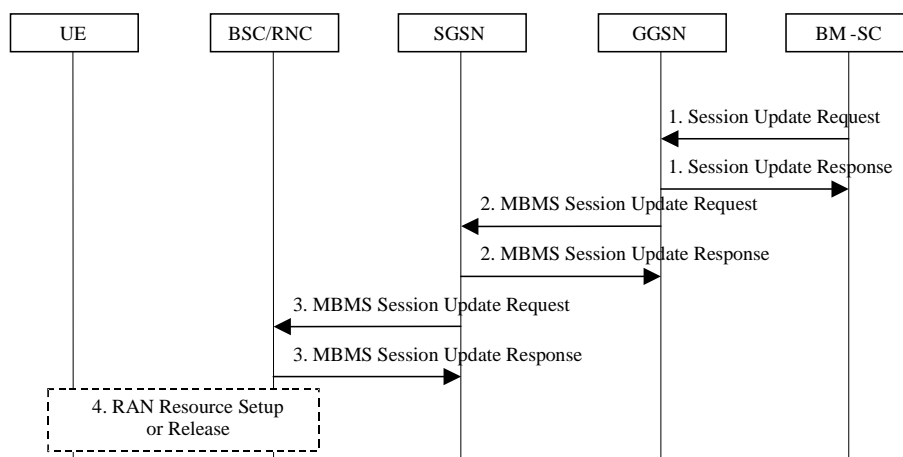 UE
BSC/RNC
SGSN
GGSN
BM-SC
1. Session Update Request
1. Session Update Response
2. MBMS Session Update Request
2. MBMS Session Update Response
3. MBMS Session Update Request
3. MBMS Session Update Response
4. RAN Resource Setup
or Release